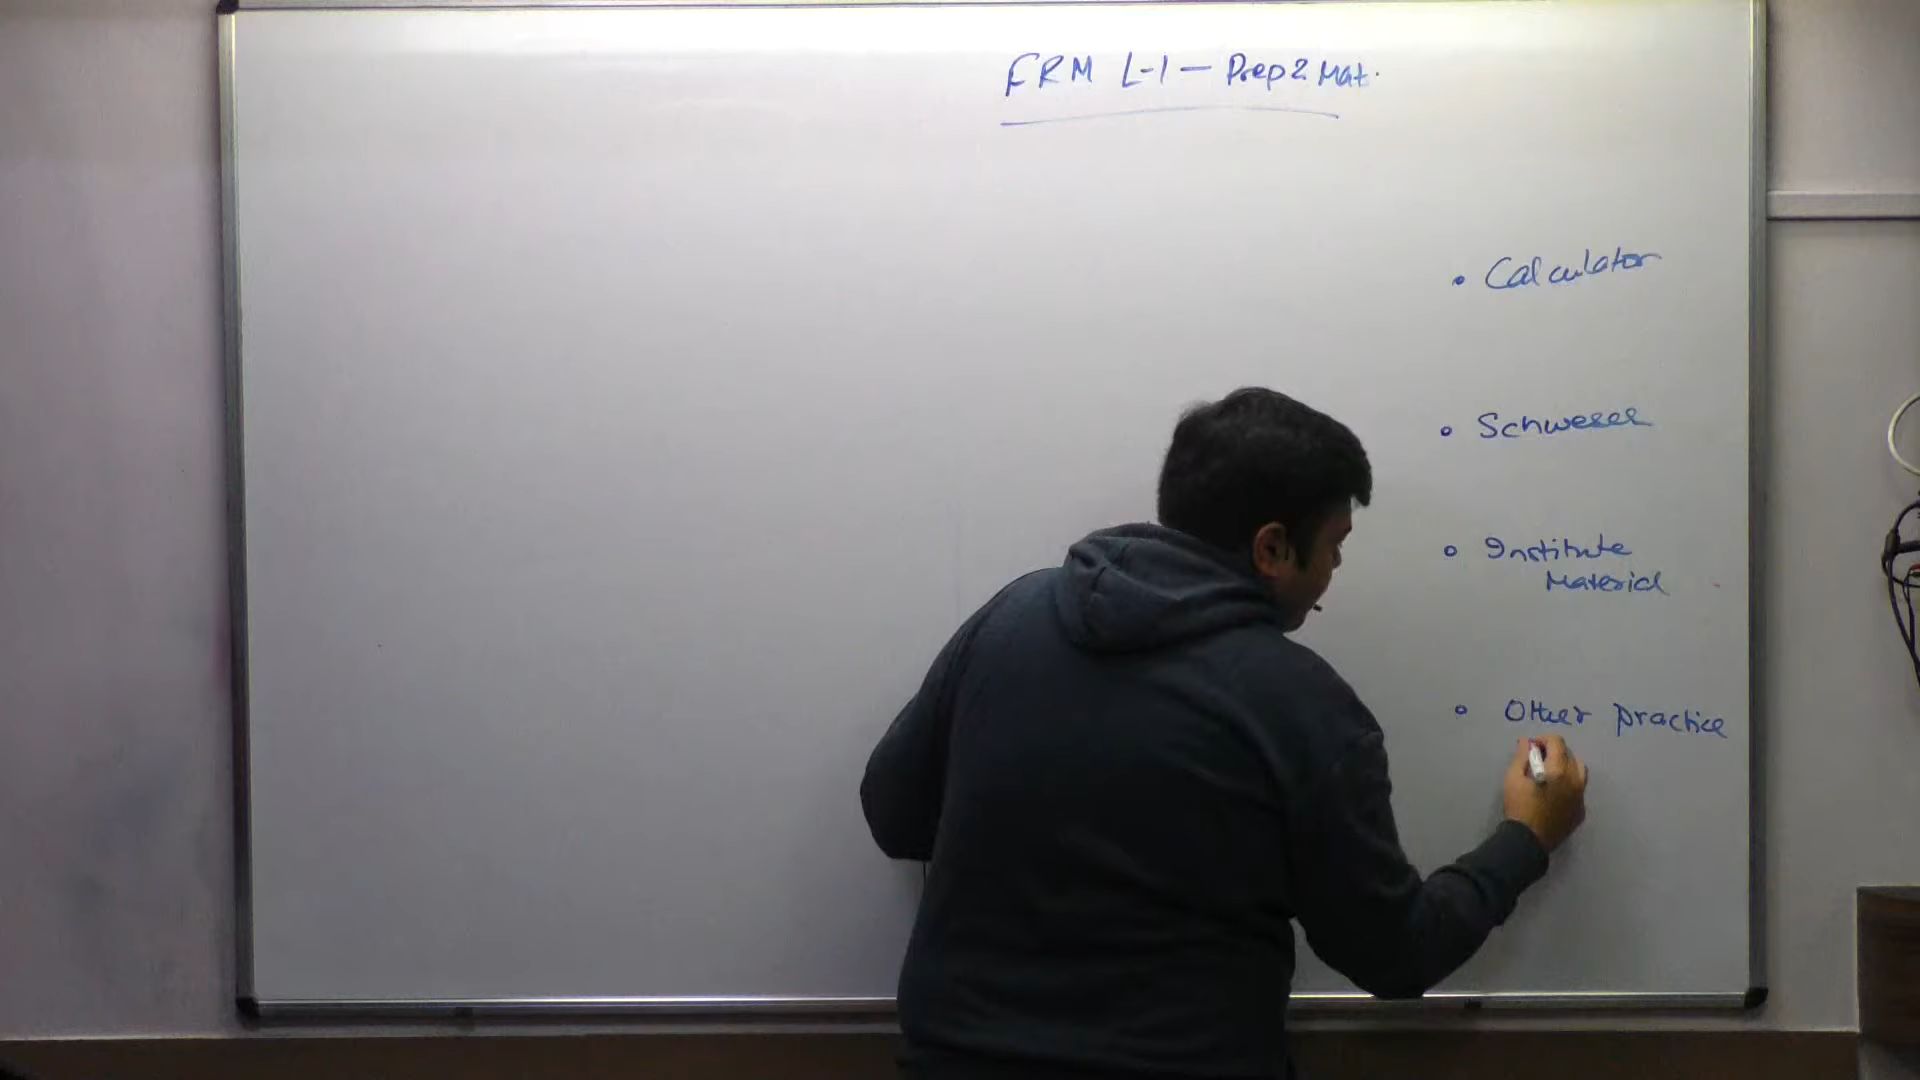 FRM L-1 — Prep 2 Mat.
• Calculator
• Schweser
• Institute
Material
• Other practice